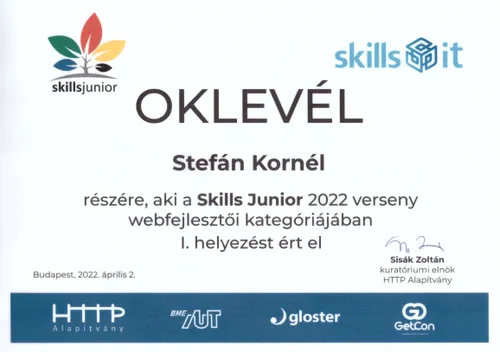 skillsjunior
skills it
OKLEVÉL
Stefán Kornél
részére, aki a Skills Junior 2022 verseny
webfejlesztői kategóriájában
I. helyezést ért el
Sisák Zoltán
kuratóriumi elnök
HTTP Alapítvány
Budapest, 2022. április 2.
HTTP
Alapítvány
BME AUT
gloster
GetCon